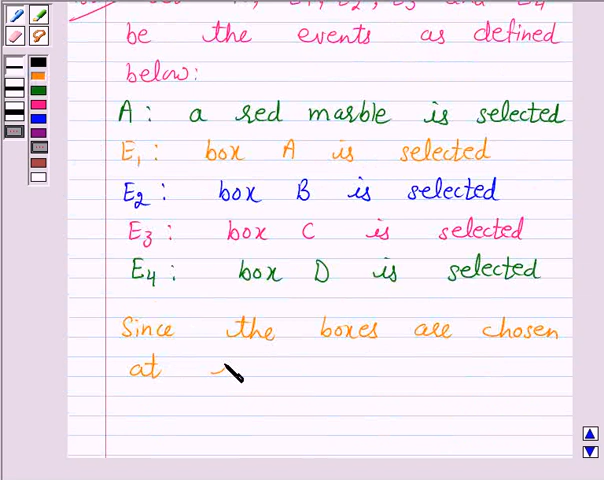 be the events as defined
below:
A: a red marble is selected
E₁: box A is selected
E₂: box B is selected
E₃: box C is selected
E₄: box D is selected
Since the boxes are chosen
at